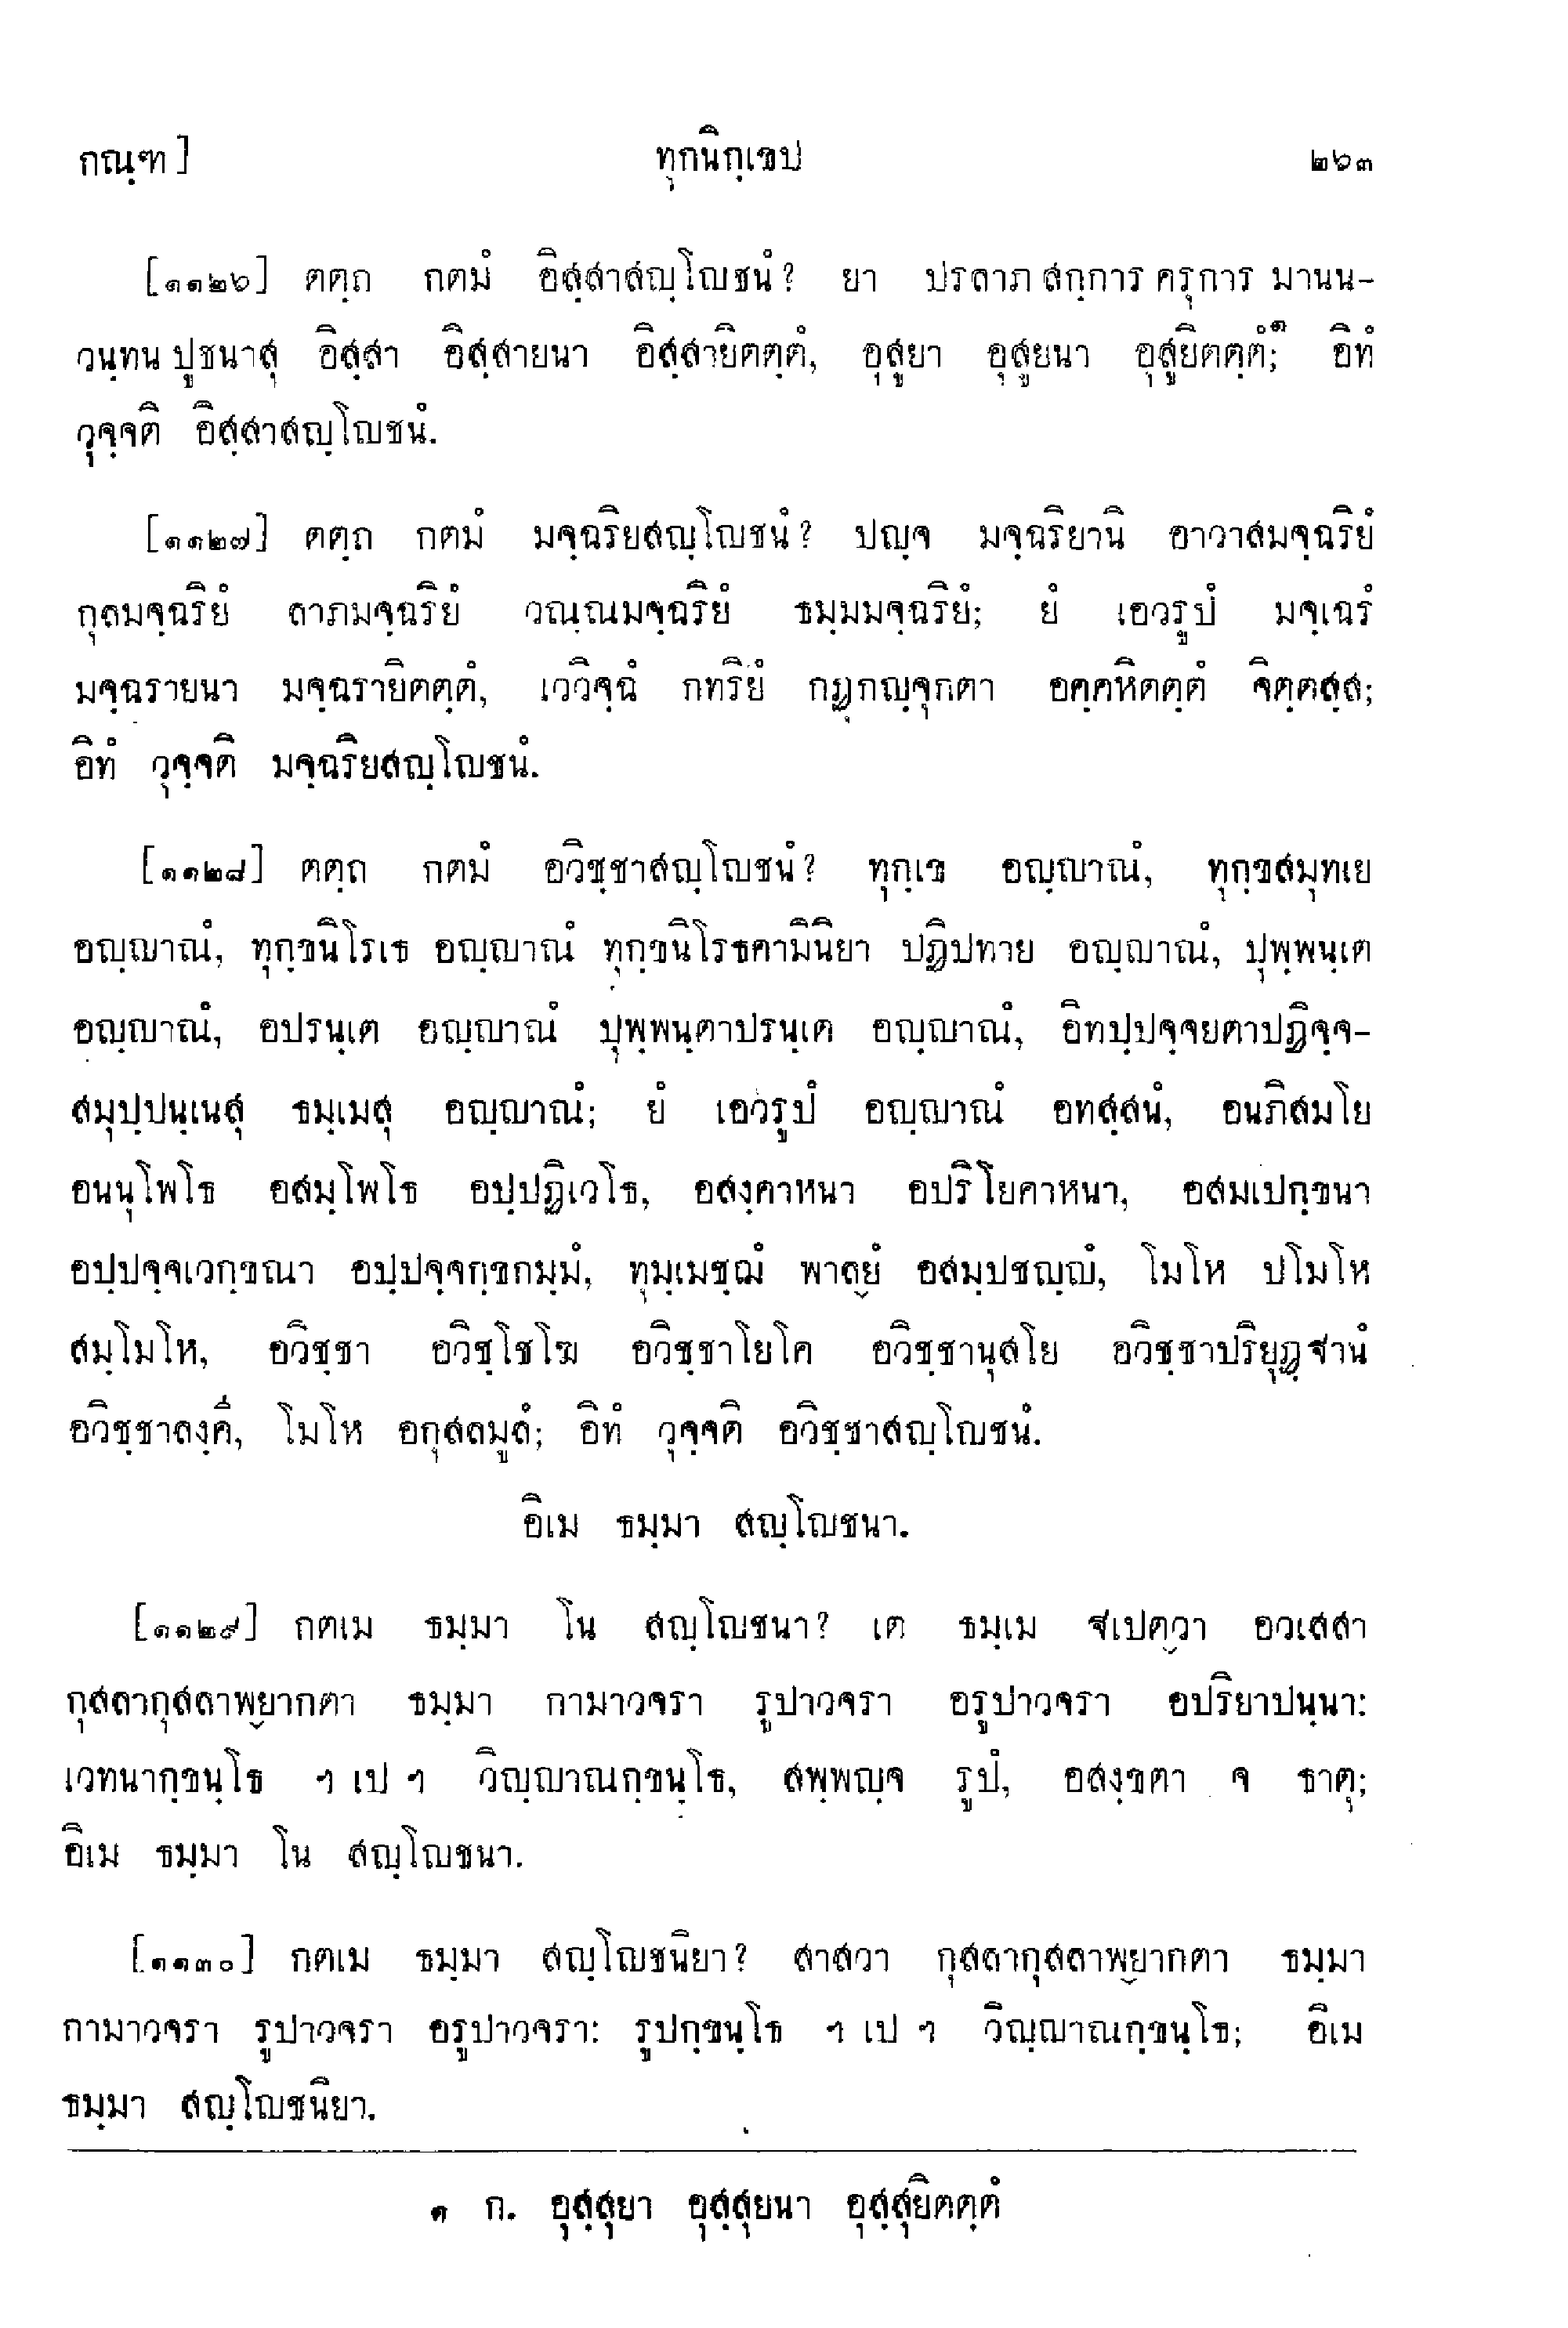 กณฺฑ]
ทุกนิกฺเขป
๒๖๓
[๑๑๒๖] ตตฺถ กตมํ อิสฺสาสญฺโญชนํ? ยา ปรลาภ สกฺการ ครุการ มานน-
วนฺทน ปูชนาสุ อิสฺสา อิสฺสายนา อิสฺสายิตตฺตํ, อุสูยา อุสูยนา อุสูยิตตฺตํ;๑ อิทํ
วุจฺจติ อิสฺสาสญฺโญชนํ.
[๑๑๒๗] ตตฺถ กตมํ มจฺฉริยสญฺโญชนํ? ปญฺจ มจฺฉริยานิ อาวาสมจฺฉริยํ
กุลมจฺฉริยํ ลาภมจฺฉริยํ วณฺณมจฺฉริยํ ธมฺมมจฺฉริยํ; ยํ เอวรูปํ มจฺเฉรํ
มจฺฉรายนา มจฺฉรายิตตฺตํ, เววิจฺฉํ กทริยํ กฏุกญฺจุกตา อคฺคหิตตฺตํ จิตฺตสฺส;
อิทํ วุจฺจติ มจฺฉริยสญฺโญชนํ.
[๑๑๒๘] ตตฺถ กตมํ อวิชฺชาสญฺโญชนํ? ทุกฺเข อญฺญาณํ, ทุกฺขสมุทเย
อญฺญาณํ, ทุกฺขนิโรเธ อญฺญาณํ ทุกฺขนิโรธคามินิยา ปฏิปทาย อญฺญาณํ, ปุพฺพนฺเต
อญฺญาณํ, อปรนฺเต อญฺญาณํ ปุพฺพนฺตาปรนฺเต อญฺญาณํ, อิทปฺปจฺจยตาปฏิจฺจ-
สมุปฺปนฺเนสุ ธมฺเมสุ อญฺญาณํ; ยํ เอวรูปํ อญฺญาณํ อทสฺสนํ, อนภิสมโย
อนนุโพโธ อสมฺโพโธ อปฺปฏิเวโธ, อสงฺคาหนา อปริโยคาหนา, อสมเปกฺขนา
อปฺปจฺจเวกฺขณา อปฺปจฺจกฺขกมฺมํ, ทุมฺเมชฺฌํ พาลฺยํ อสมฺปชญฺญํ, โมโห ปโมโห
สมฺโมโห, อวิชฺชา อวิชฺโชโฆ อวิชฺชาโยโค อวิชฺชานุสโย อวิชฺชาปริยุฏฺฐานํ
อวิชฺชาลงฺคี, โมโห อกุสลมูลํ; อิทํ วุจฺจติ อวิชฺชาสญฺโญชนํ.
อิเม ธมฺมา สญฺโญชนา.
[๑๑๒๙] กตเม ธมฺมา โน สญฺโญชนา? เต ธมฺเม ฐเปตฺวา อวเสสา
กุสลากุสลาพฺยากตา ธมฺมา กามาวจรา รูปาวจรา อรูปาวจรา อปริยาปนฺนา:
เวทนากฺขนฺโธ ฯ เป ฯ วิญฺญาณกฺขนฺโธ, สพฺพญฺจ รูปํ, อสงฺขตา จ ธาตุ;
อิเม ธมฺมา โน สญฺโญชนา.
[๑๑๓๐] กตเม ธมฺมา สญฺโญชนิยา? สาสวา กุสลากุสลาพฺยากตา ธมฺมา
กามาวจรา รูปาวจรา อรูปาวจรา: รูปกฺขนฺโธ ฯ เป ฯ วิญฺญาณกฺขนฺโธ; อิเม
ธมฺมา สญฺโญชนิยา.
๑ ก. อุสฺสุยา อุสฺสุยนา อุสฺสุยิตตฺตํ